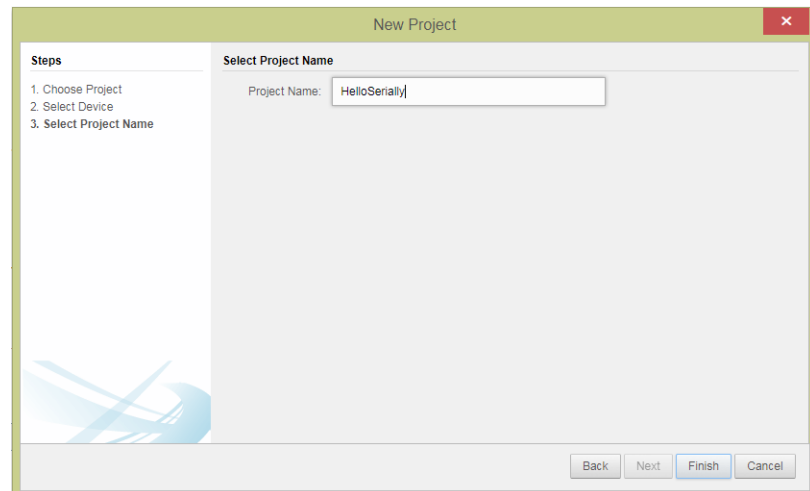 New Project
Steps
1. Choose Project
2. Select Device
3. Select Project Name
Select Project Name
Project Name: HelloSerially
Back Next Finish Cancel